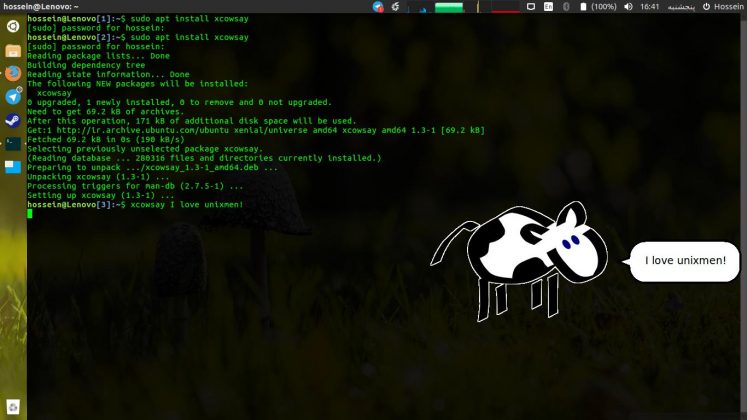 hossein@Lenovo: ~
(100%)
16:41
پنجشنبه
Hossein
hossein@Lenovo[1]:~$ sudo apt install xcowsay
[sudo] password for hossein:
hossein@Lenovo[2]:~$ sudo apt install xcowsay
[sudo] password for hossein:
Reading package lists... Done
Building dependency tree
Reading state information... Done
The following NEW packages will be installed:
  xcowsay
0 upgraded, 1 newly installed, 0 to remove and 0 not upgraded.
Need to get 69.2 kB of archives.
After this operation, 171 kB of additional disk space will be used.
Get:1 http://ir.archive.ubuntu.com/ubuntu xenial/universe amd64 xcowsay amd64 1.3-1 [69.2 kB]
Fetched 69.2 kB in 0s (190 kB/s)
Selecting previously unselected package xcowsay.
(Reading database ... 280316 files and directories currently installed.)
Preparing to unpack .../xcowsay_1.3-1_amd64.deb ...
Unpacking xcowsay (1.3-1) ...
Processing triggers for man-db (2.7.5-1) ...
Setting up xcowsay (1.3-1) ...
hossein@Lenovo[3]:~$ xcowsay I love unixmen!
I love unixmen!